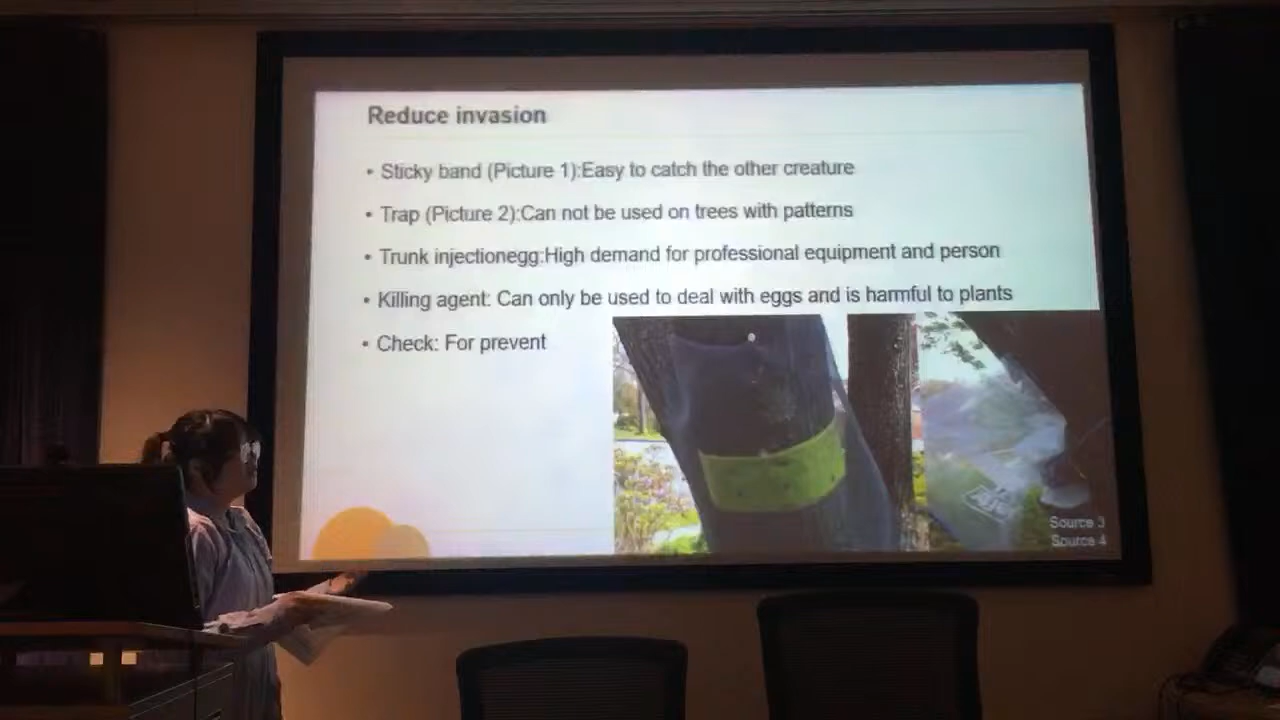 Reduce invasion
• Sticky band (Picture 1):Easy to catch the other creature
• Trap (Picture 2):Can not be used on trees with patterns
• Trunk injectionegg:High demand for professional equipment and person
• Killing agent: Can only be used to deal with eggs and is harmful to plants
• Check: For prevent
Source 3
Source 4